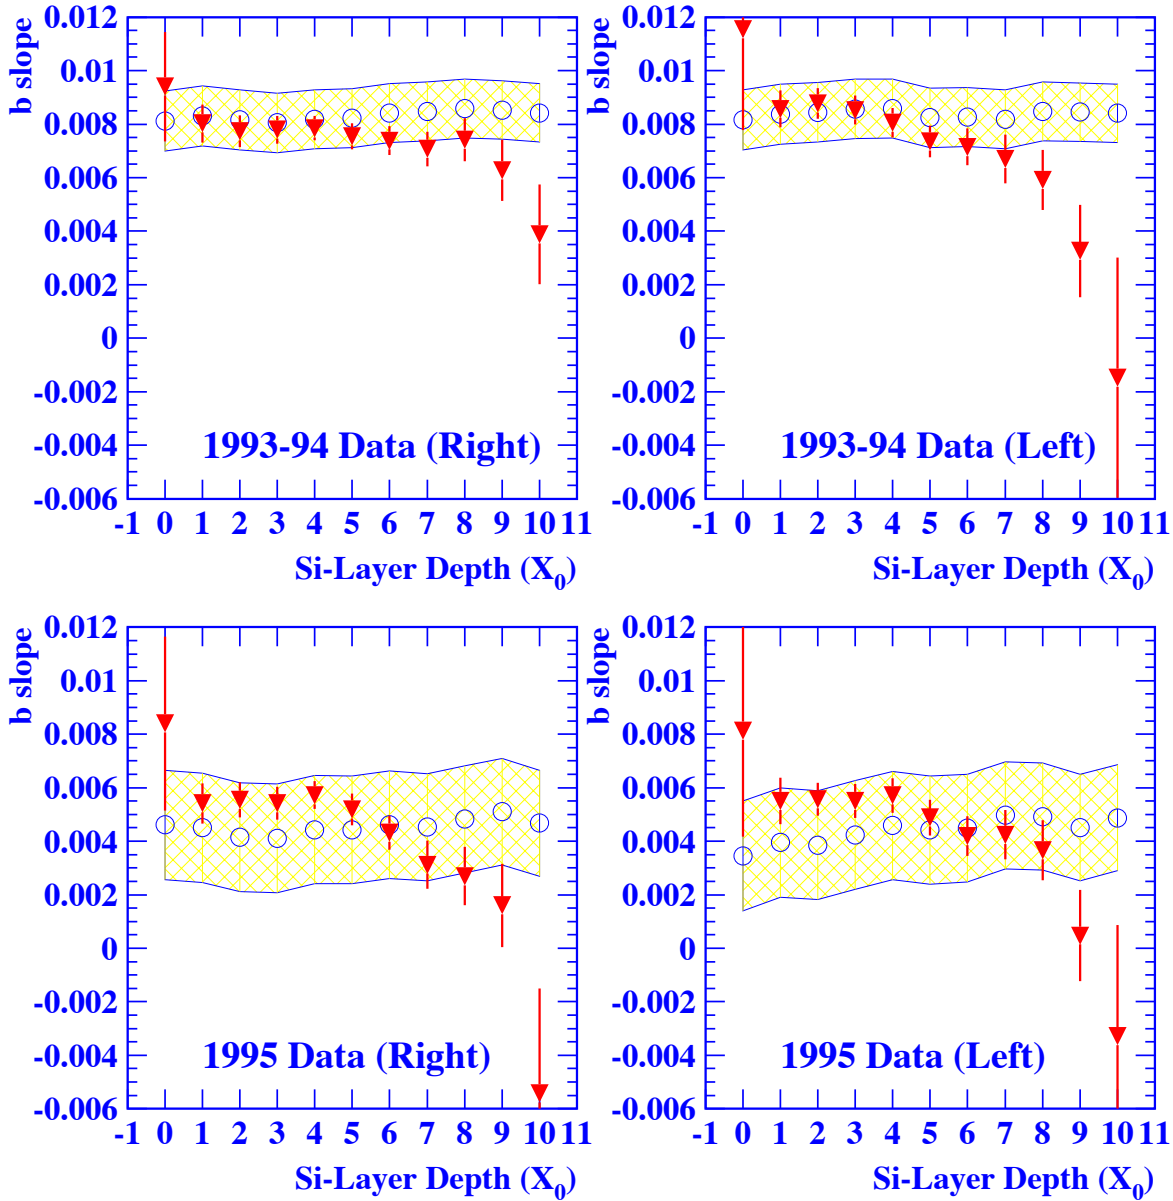 b slope
0.012
0.01
0.008
0.006
0.004
0.002
0
-0.002
-0.004
-0.006
1993-94 Data (Right)
-1 0 1 2 3 4 5 6 7 8 9 10 11
Si-Layer Depth (X0)
b slope
0.012
0.01
0.008
0.006
0.004
0.002
0
-0.002
-0.004
-0.006
1993-94 Data (Left)
-1 0 1 2 3 4 5 6 7 8 9 10 11
Si-Layer Depth (X0)
b slope
0.012
0.01
0.008
0.006
0.004
0.002
0
-0.002
-0.004
-0.006
1995 Data (Right)
-1 0 1 2 3 4 5 6 7 8 9 10 11
Si-Layer Depth (X0)
b slope
0.012
0.01
0.008
0.006
0.004
0.002
0
-0.002
-0.004
-0.006
1995 Data (Left)
-1 0 1 2 3 4 5 6 7 8 9 10 11
Si-Layer Depth (X0)